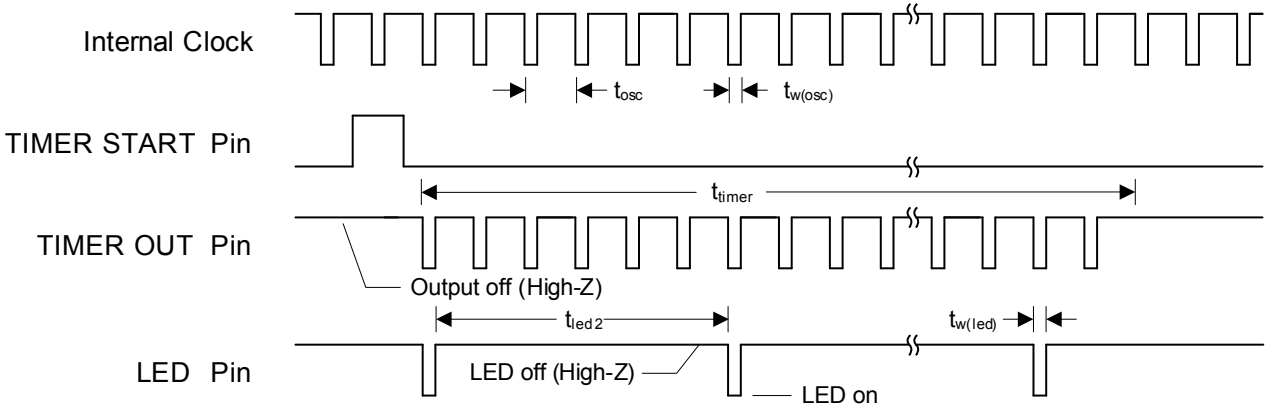 Internal Clock
tosc
tw(osc)
TIMER START Pin
ttimer
TIMER OUT Pin
Output off (High-Z)
tled2
tw(led)
LED Pin
LED off (High-Z)
LED on